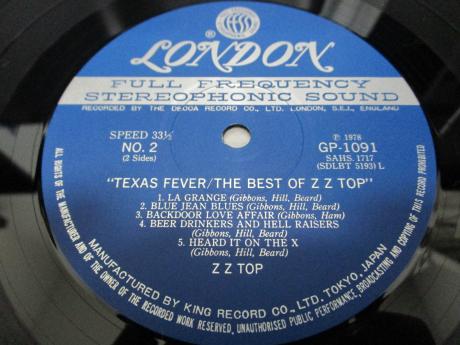 LONDON
FULL FREQUENCY
STEREOPHONIC SOUND
RECORDED BY THE DECCA RECORD CO., LTD. LONDON, S.E.I., ENGLAND
SPEED 33⅓
NO. 2
(2 Sides)
℗ 1978
GP-1091
SAHS. 1717
(SDLBT 5193) L
"TEXAS FEVER/THE BEST OF Z Z TOP"
1. LA GRANGE (Gibbons, Hill, Beard)
2. BLUE JEAN BLUES (Gibbons, Hill, Beard)
3. BACKDOOR LOVE AFFAIR (Gibbons, Ham)
4. BEER DRINKERS AND HELL RAISERS
(Gibbons, Hill, Beard)
5. HEARD IT ON THE X
(Gibbons, Hill, Beard)
Z Z TOP
MANUFACTURED BY KING RECORD CO., LTD. TOKYO, JAPAN
ALL RIGHTS OF THE MANUFACTURER AND OF THE OWNER OF THE RECORDED WORK RESERVED, UNAUTHORISED PUBLIC PERFORMANCE, BROADCASTING AND COPYING OF THIS RECORD PROHIBITED